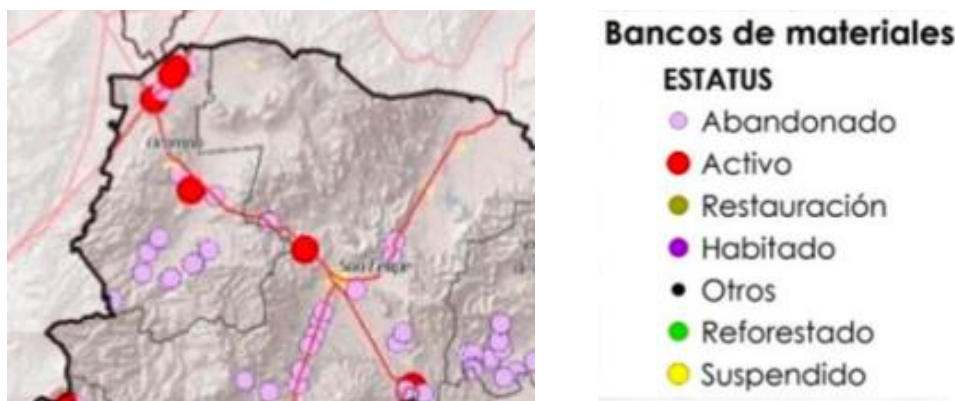 Bancos de materiales
ESTATUS
Abandonado
Activo
Restauración
Habitado
Otros
Reforestado
Suspendido
San Felipe